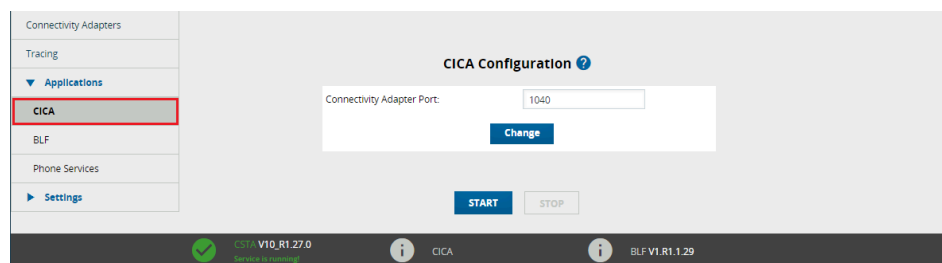 Connectivity Adapters
Tracing
Applications
CICA
BLF
Phone Services
Settings
CICA Configuration ?
Connectivity Adapter Port: 1040
Change
START STOP
CSTA V10_R1.27.0
Service is running!
i CICA
i BLF V1.R1.1.29